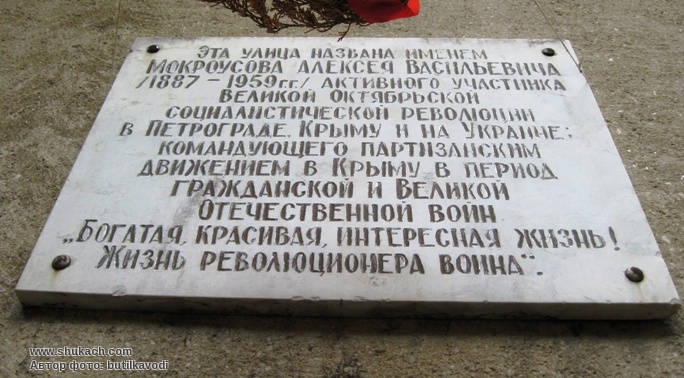 Эта улица названа именем
Мокроусова Алексея Васильевича
/1887 – 1959 г.г./ активного участника
Великой Октябрьской
социалистической революции
в Петрограде, Крыму и на Украине;
командующего партизанским
движением в Крыму в период
гражданской и Великой
Отечественной войн
„Богатая, красивая, интересная жизнь!
Жизнь революционера воина“.
www.shukach.com
Автор фото: butilkavodi